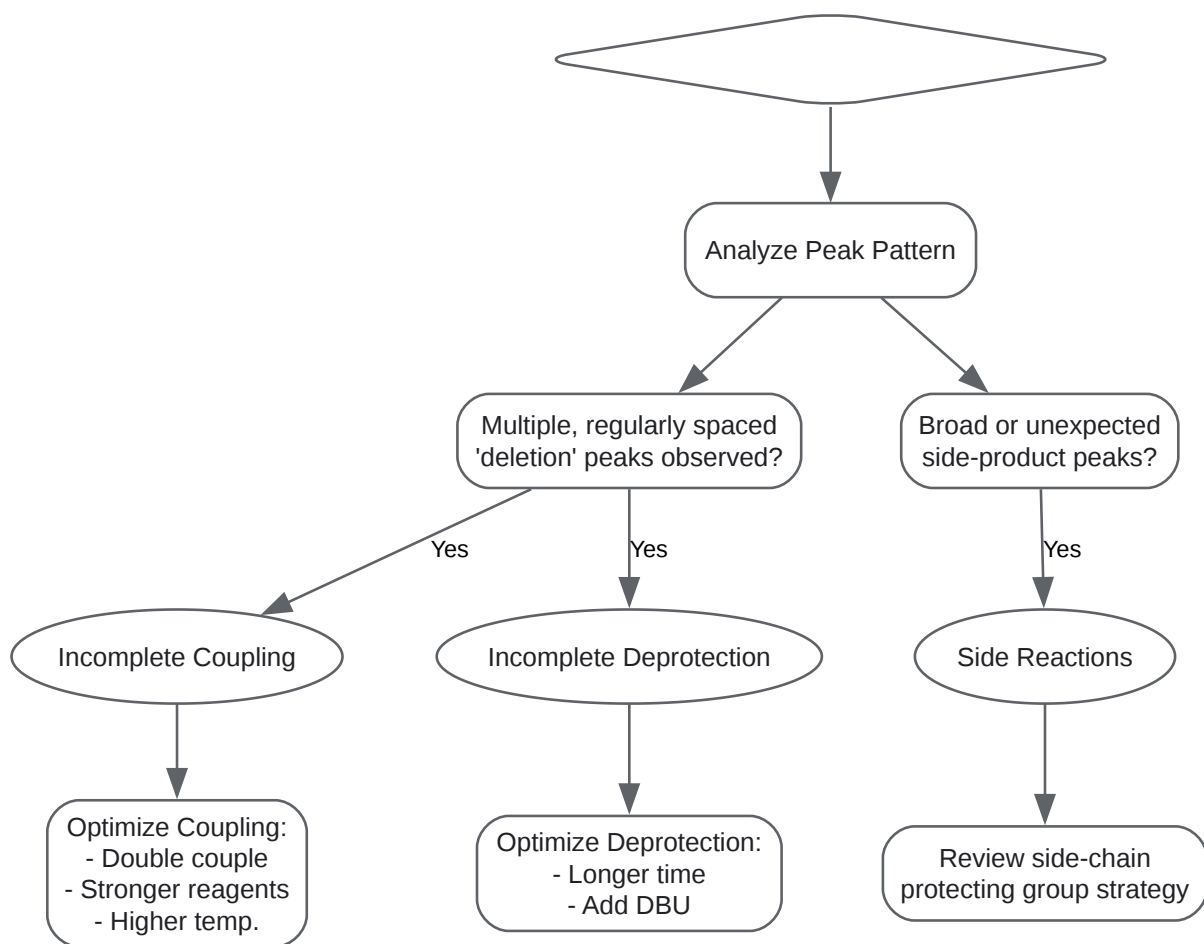 Analyze Peak Pattern
Multiple, regularly spaced
'deletion' peaks observed?
Broad or unexpected
side-product peaks?
Yes
Yes
Yes
Incomplete Coupling
Incomplete Deprotection
Side Reactions
Optimize Coupling:
- Double couple
- Stronger reagents
- Higher temp.
Optimize Deprotection:
- Longer time
- Add DBU
Review side-chain
protecting group strategy